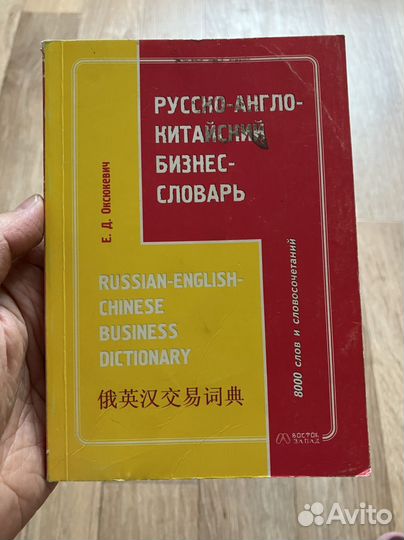 РУССКО-АНГЛО-
КИТАЙСКИЙ
БИЗНЕС-
СЛОВАРЬ
Е. Д. Оксюкевич
RUSSIAN-ENGLISH-
CHINESE
BUSINESS
DICTIONARY
俄英汉交易词典
8000 слов и словосочетаний
ВОСТОК
ЗАПАД
Avito